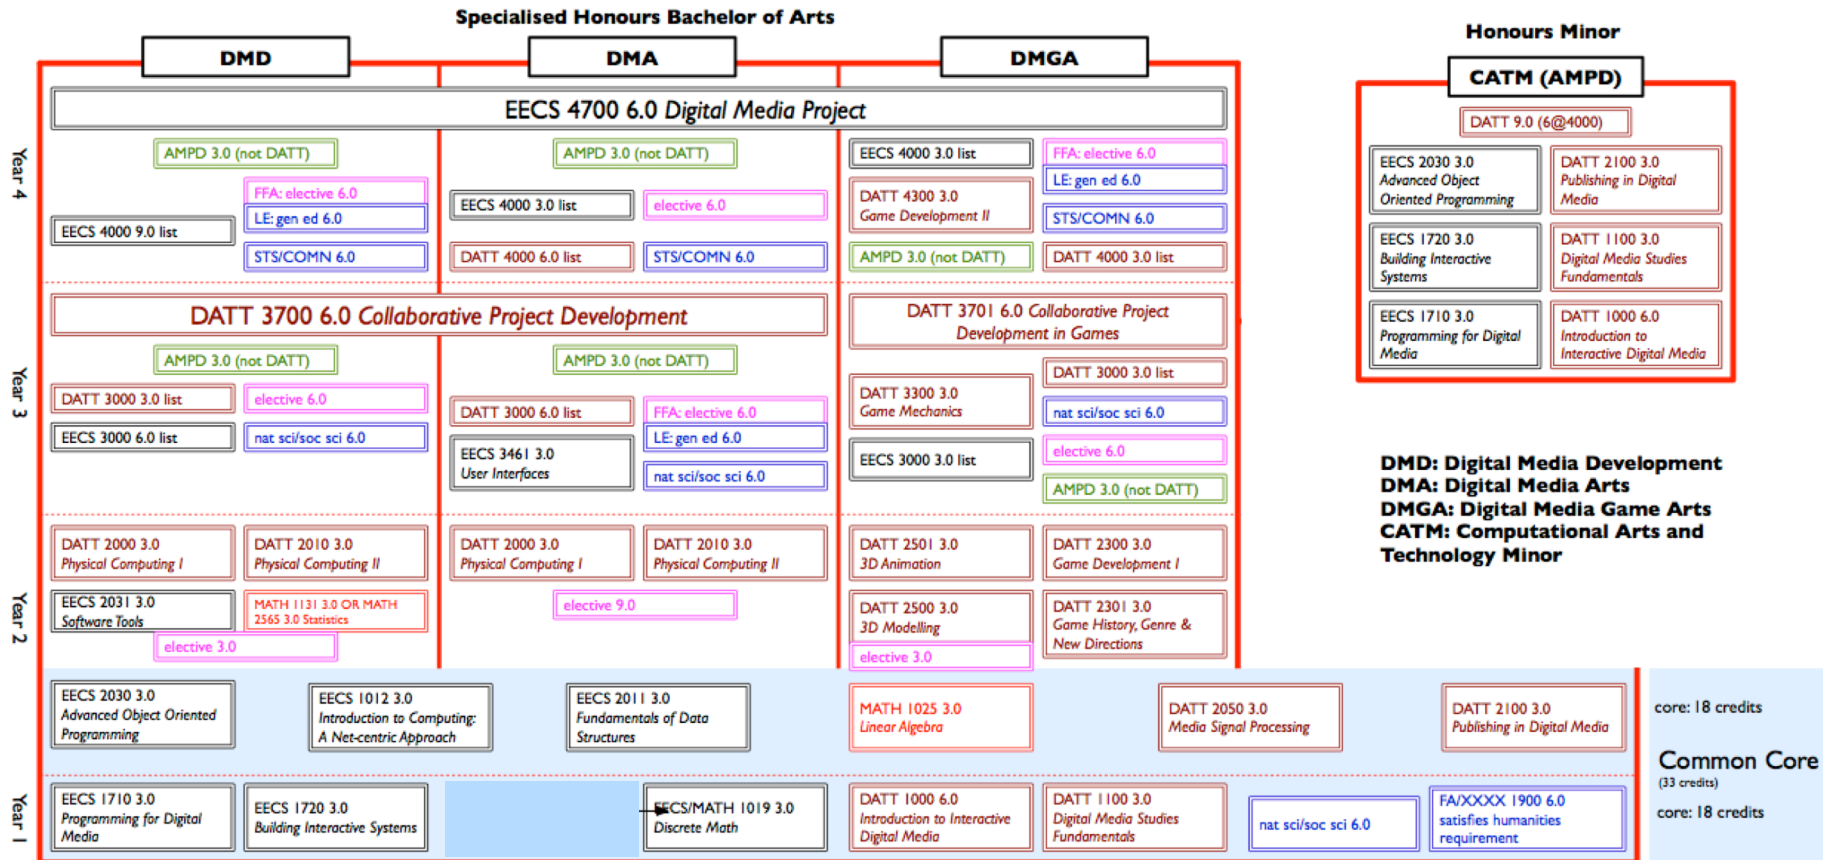 Specialised Honours Bachelor of Arts
DMD
DMA
DMGA
EECS 4700 6.0 Digital Media Project
Year 4
AMPD 3.0 (not DATT)
FFA: elective 6.0
LE: gen ed 6.0
EECS 4000 9.0 list
STS/COMN 6.0
AMPD 3.0 (not DATT)
EECS 4000 3.0 list
elective 6.0
DATT 4000 6.0 list
STS/COMN 6.0
EECS 4000 3.0 list
FFA: elective 6.0
LE: gen ed 6.0
DATT 4300 3.0
Game Development II
STS/COMN 6.0
AMPD 3.0 (not DATT)
DATT 4000 3.0 list
DATT 3700 6.0 Collaborative Project Development
DATT 3701 6.0 Collaborative Project
Development in Games
Year 3
AMPD 3.0 (not DATT)
DATT 3000 3.0 list
elective 6.0
EECS 3000 6.0 list
nat sci/soc sci 6.0
AMPD 3.0 (not DATT)
DATT 3000 6.0 list
FFA: elective 6.0
LE: gen ed 6.0
EECS 3461 3.0
User Interfaces
nat sci/soc sci 6.0
DATT 3000 3.0 list
DATT 3300 3.0
Game Mechanics
nat sci/soc sci 6.0
EECS 3000 3.0 list
elective 6.0
AMPD 3.0 (not DATT)
Year 2
DATT 2000 3.0
Physical Computing I
DATT 2010 3.0
Physical Computing II
EECS 2031 3.0
Software Tools
MATH 1131 3.0 OR MATH
2565 3.0 Statistics
elective 3.0
DATT 2000 3.0
Physical Computing I
DATT 2010 3.0
Physical Computing II
elective 9.0
DATT 2501 3.0
3D Animation
DATT 2300 3.0
Game Development I
DATT 2500 3.0
3D Modelling
DATT 2301 3.0
Game History, Genre &
New Directions
elective 3.0
EECS 2030 3.0
Advanced Object Oriented
Programming
EECS 1012 3.0
Introduction to Computing:
A Net-centric Approach
EECS 2011 3.0
Fundamentals of Data
Structures
MATH 1025 3.0
Linear Algebra
DATT 2050 3.0
Media Signal Processing
DATT 2100 3.0
Publishing in Digital Media
core: 18 credits
Common Core
(33 credits)
core: 18 credits
Year 1
EECS 1710 3.0
Programming for Digital
Media
EECS 1720 3.0
Building Interactive Systems
EECS/MATH 1019 3.0
Discrete Math
DATT 1000 6.0
Introduction to Interactive
Digital Media
DATT 1100 3.0
Digital Media Studies
Fundamentals
nat sci/soc sci 6.0
FA/XXXX 1900 6.0
satisfies humanities
requirement
Honours Minor
CATM (AMPD)
DATT 9.0 (6@4000)
EECS 2030 3.0
Advanced Object
Oriented Programming
DATT 2100 3.0
Publishing in Digital
Media
EECS 1720 3.0
Building Interactive
Systems
DATT 1100 3.0
Digital Media Studies
Fundamentals
EECS 1710 3.0
Programming for Digital
Media
DATT 1000 6.0
Introduction to
Interactive Digital Media
DMD: Digital Media Development
DMA: Digital Media Arts
DMGA: Digital Media Game Arts
CATM: Computational Arts and
Technology Minor